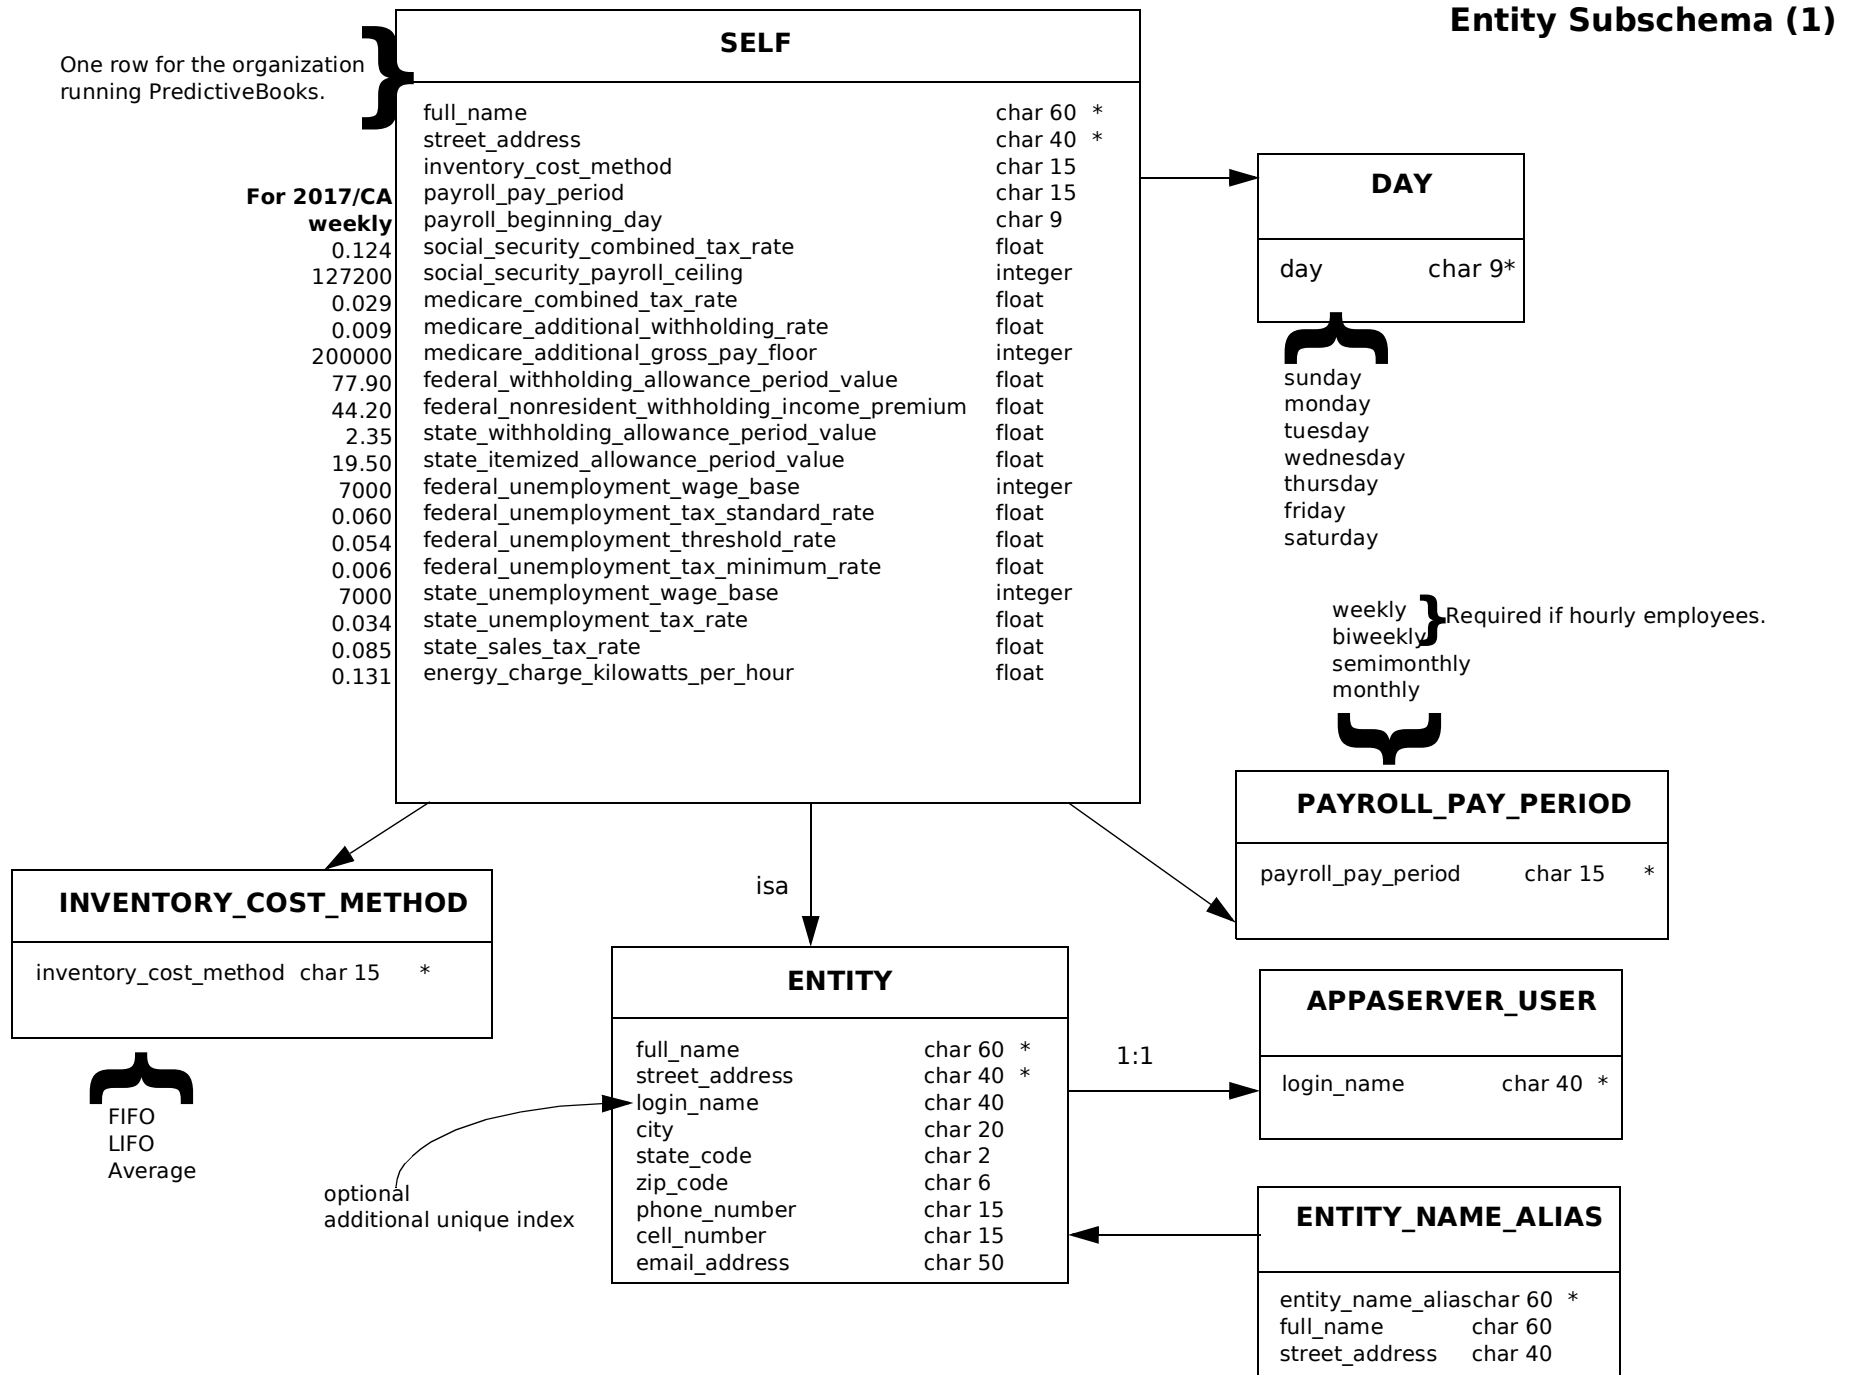 Entity Subschema (1)
One row for the organization
running PredictiveBooks.
SELF
full_name char 60 *
street_address char 40 *
inventory_cost_method char 15
payroll_pay_period char 15
payroll_beginning_day char 9
social_security_combined_tax_rate float
social_security_payroll_ceiling integer
medicare_combined_tax_rate float
medicare_additional_withholding_rate float
medicare_additional_gross_pay_floor integer
federal_withholding_allowance_period_value float
federal_nonresident_withholding_income_premium float
state_withholding_allowance_period_value float
state_itemized_allowance_period_value float
federal_unemployment_wage_base integer
federal_unemployment_tax_standard_rate float
federal_unemployment_threshold_rate float
federal_unemployment_tax_minimum_rate float
state_unemployment_wage_base integer
state_unemployment_tax_rate float
state_sales_tax_rate float
energy_charge_kilowatts_per_hour float
For 2017/CA
weekly
0.124
127200
0.029
0.009
200000
77.90
44.20
2.35
19.50
7000
0.060
0.054
0.006
7000
0.034
0.085
0.131
DAY
day char 9*
sunday
monday
tuesday
wednesday
thursday
friday
saturday
weekly
biweekly
semimonthly
monthly
Required if hourly employees.
PAYROLL_PAY_PERIOD
payroll_pay_period char 15 *
INVENTORY_COST_METHOD
inventory_cost_method char 15 *
FIFO
LIFO
Average
isa
ENTITY
full_name char 60 *
street_address char 40 *
login_name char 40
city char 20
state_code char 2
zip_code char 6
phone_number char 15
cell_number char 15
email_address char 50
optional
additional unique index
1:1
APPASERVER_USER
login_name char 40 *
ENTITY_NAME_ALIAS
entity_name_alias char 60 *
full_name char 60
street_address char 40